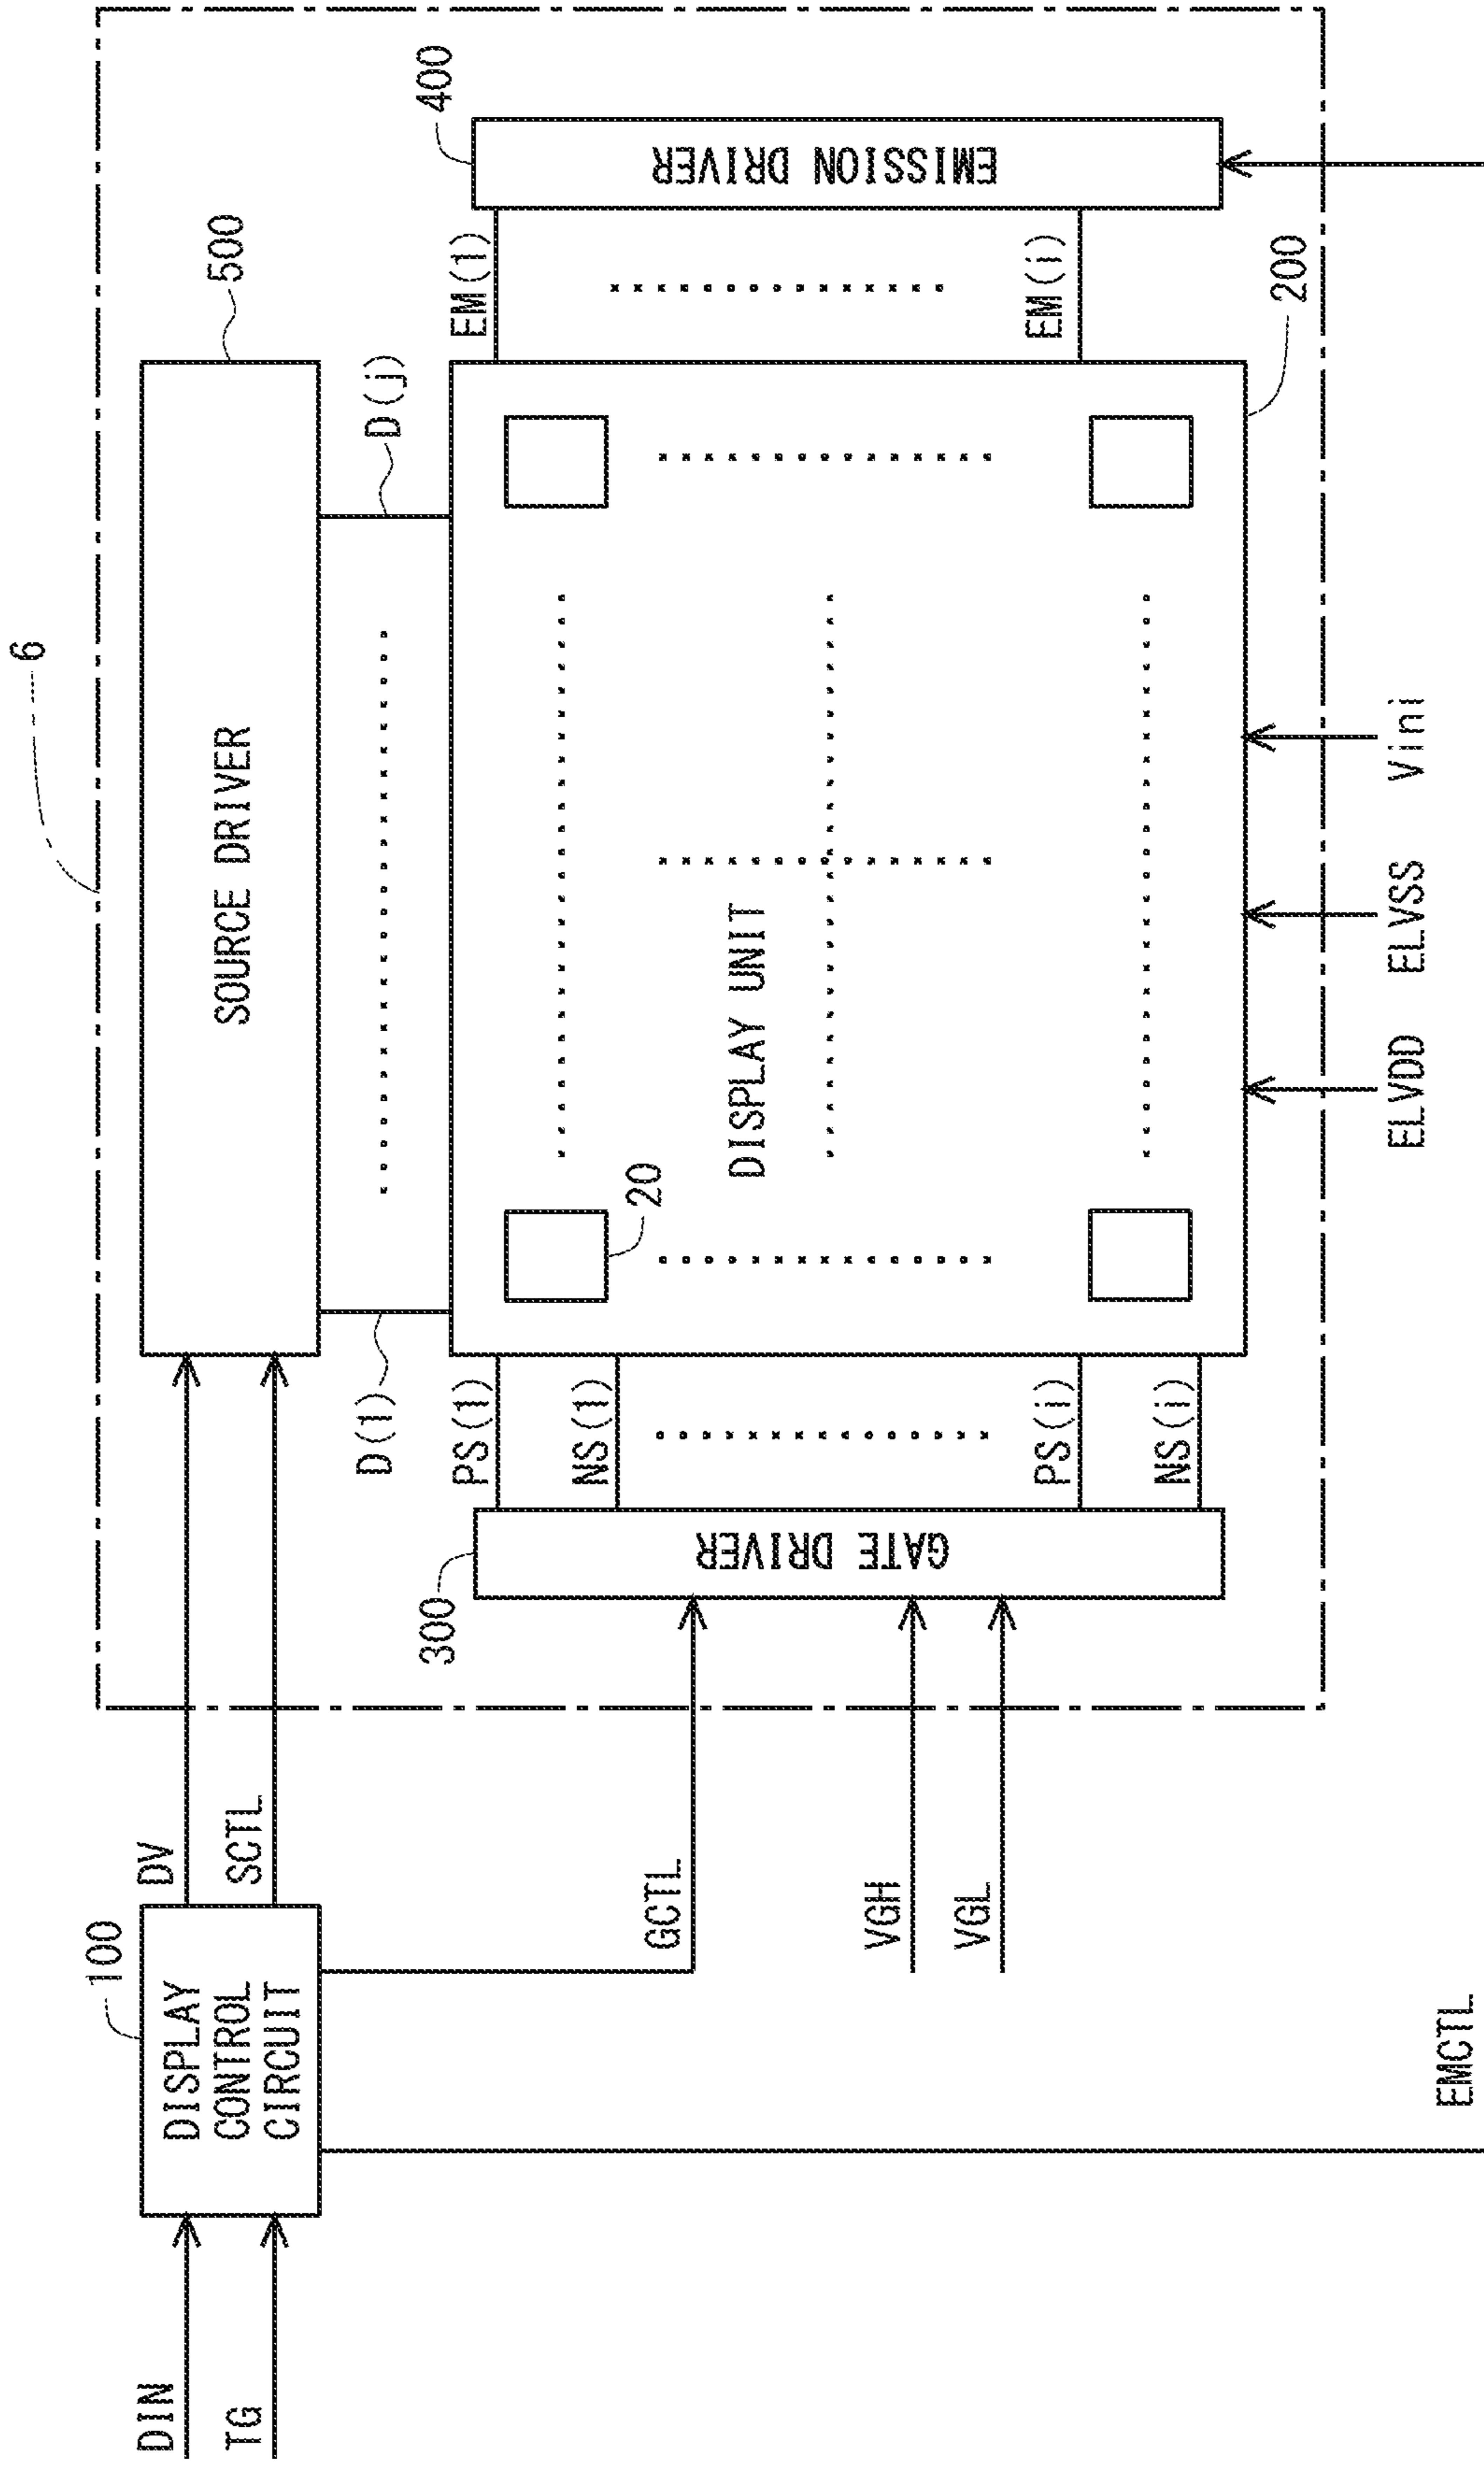 6
500
SOURCE DRIVER
100
DISPLAY
CONTROL
CIRCUIT
DIN
TG
DV
SCTL
D(1)
D(j)
400
EMISSION DRIVER
300
GATE DRIVER
PS(1)
NS(1)
PS(i)
NS(i)
EM(1)
EM(i)
20
DISPLAY UNIT
200
GCTL
VGH
VGL
ELVDD
ELVSS
Vini
EMCTL